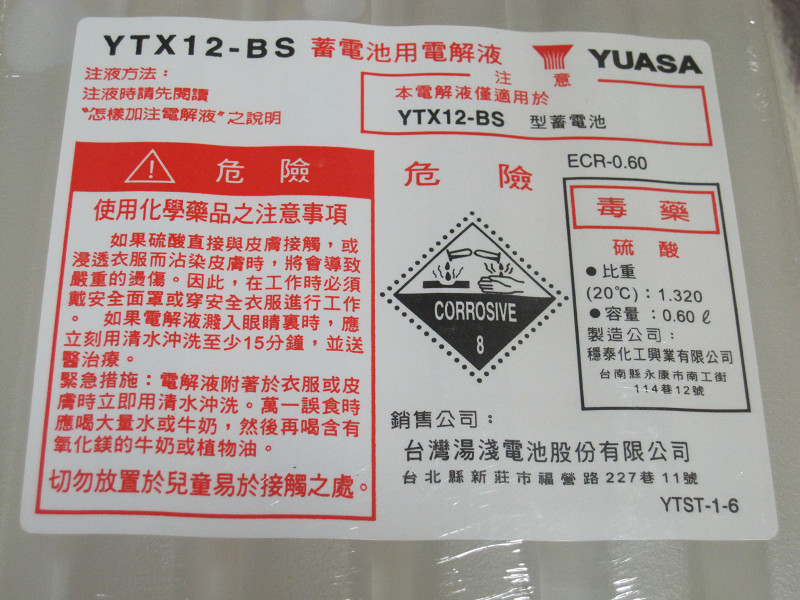 YTX12-BS 蓄電池用電解液
YUASA
注液方法：
注液時請先閱讀
"怎樣加注電解液"之說明
注意
本電解液僅適用於
YTX12-BS 型蓄電池
危險
使用化學藥品之注意事項
如果硫酸直接與皮膚接觸，或
浸透衣服而沾染皮膚時，將會導致
嚴重的燙傷。因此，在工作時必須
戴安全面罩或穿安全衣服進行工作
。 如果電解液濺入眼睛裏時，應
立刻用清水沖洗至少15分鐘，並送
醫治療。
緊急措施：電解液附著於衣服或皮
膚時立即用清水沖洗。萬一誤食時
應喝大量水或牛奶，然後再喝含有
氧化鎂的牛奶或植物油。
切勿放置於兒童易於接觸之處。
危險
CORROSIVE
8
ECR-0.60
毒藥
硫酸
●比重
(20℃)：1.320
●容量：0.60ℓ
製造公司：
穩泰化工興業有限公司
台南縣永康市南工街
114巷12號
銷售公司：
台灣湯淺電池股份有限公司
台北縣新莊市福營路227巷11號
YTST-1-6